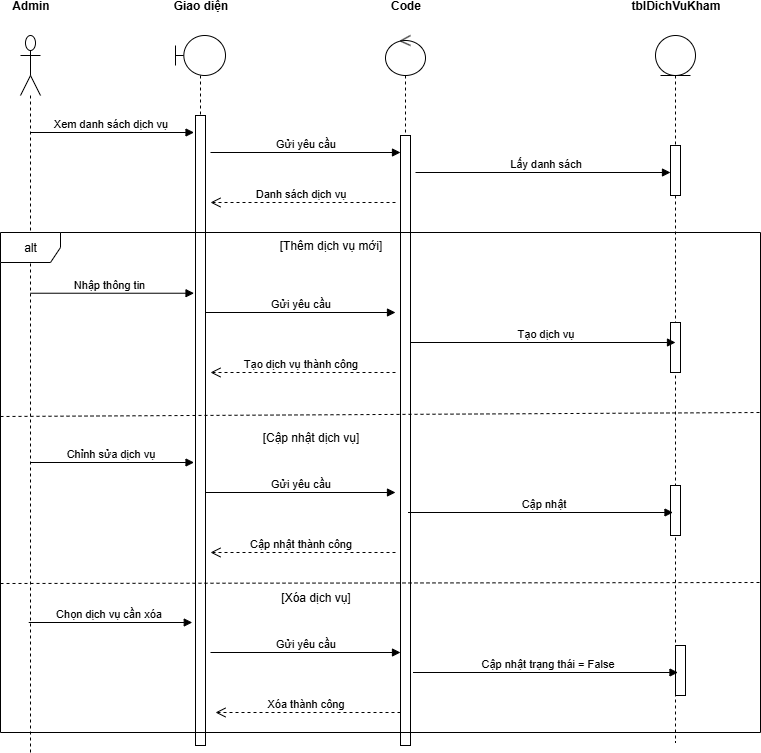 Admin
Giao diện
Code
tblDichVuKham
Xem danh sách dịch vụ
Gửi yêu cầu
Lấy danh sách
Danh sách dịch vụ
alt
[Thêm dịch vụ mới]
Nhập thông tin
Gửi yêu cầu
Tạo dịch vụ
Tạo dịch vụ thành công
[Cập nhật dịch vụ]
Chỉnh sửa dịch vụ
Gửi yêu cầu
Cập nhật
Cập nhật thành công
[Xóa dịch vụ]
Chọn dịch vụ cần xóa
Gửi yêu cầu
Cập nhật trạng thái = False
Xóa thành công